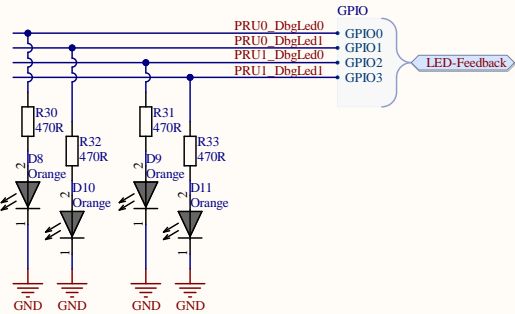 GPIO
PRU0_DbgLed0
GPIO0
PRU0_DbgLed1
GPIO1
PRU1_DbgLed0
GPIO2
LED-Feedback
PRU1_DbgLed1
GPIO3
R30
470R
R31
470R
R32
470R
R33
470R
2
D8
Orange
2
D9
Orange
2
D10
Orange
2
D11
Orange
1
1
1
1
GND
GND
GND
GND